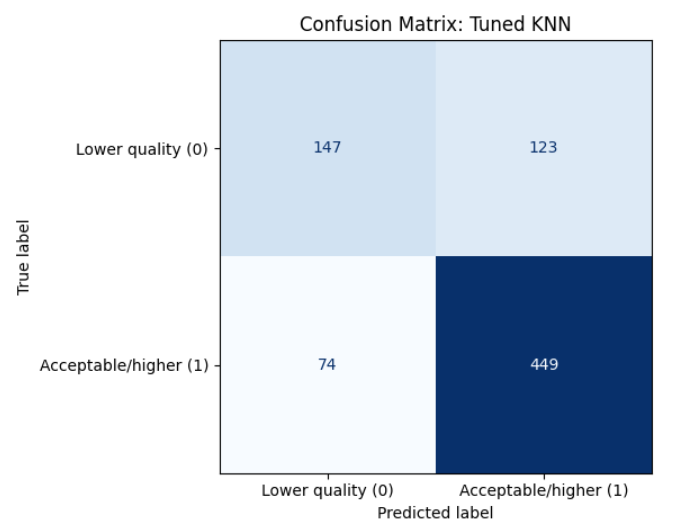 Confusion Matrix: Tuned KNN
Lower quality (0)
147
123
True label
Acceptable/higher (1)
74
449
Lower quality (0)
Acceptable/higher (1)
Predicted label